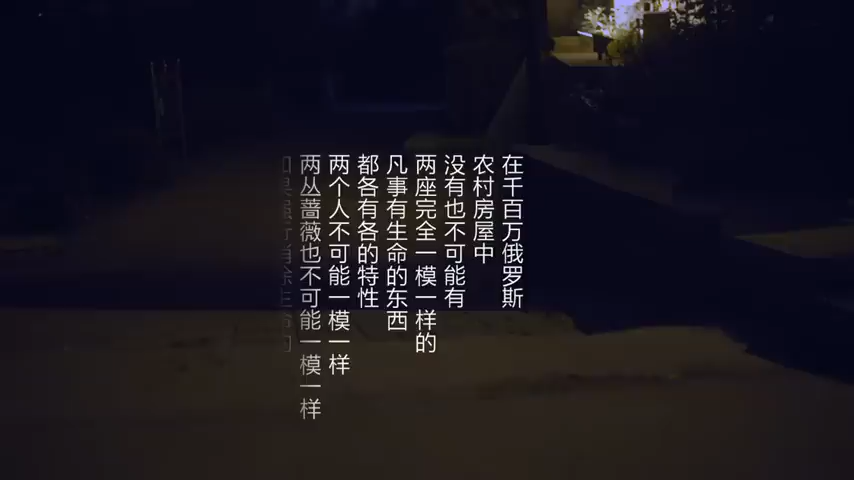 在千百万俄罗斯
农村房屋中
没有也不可能有
两座完全一模一样的
凡事有生命的东西
都各有各的特性
两个人不可能一模一样
两丛蔷薇也不可能一模一样